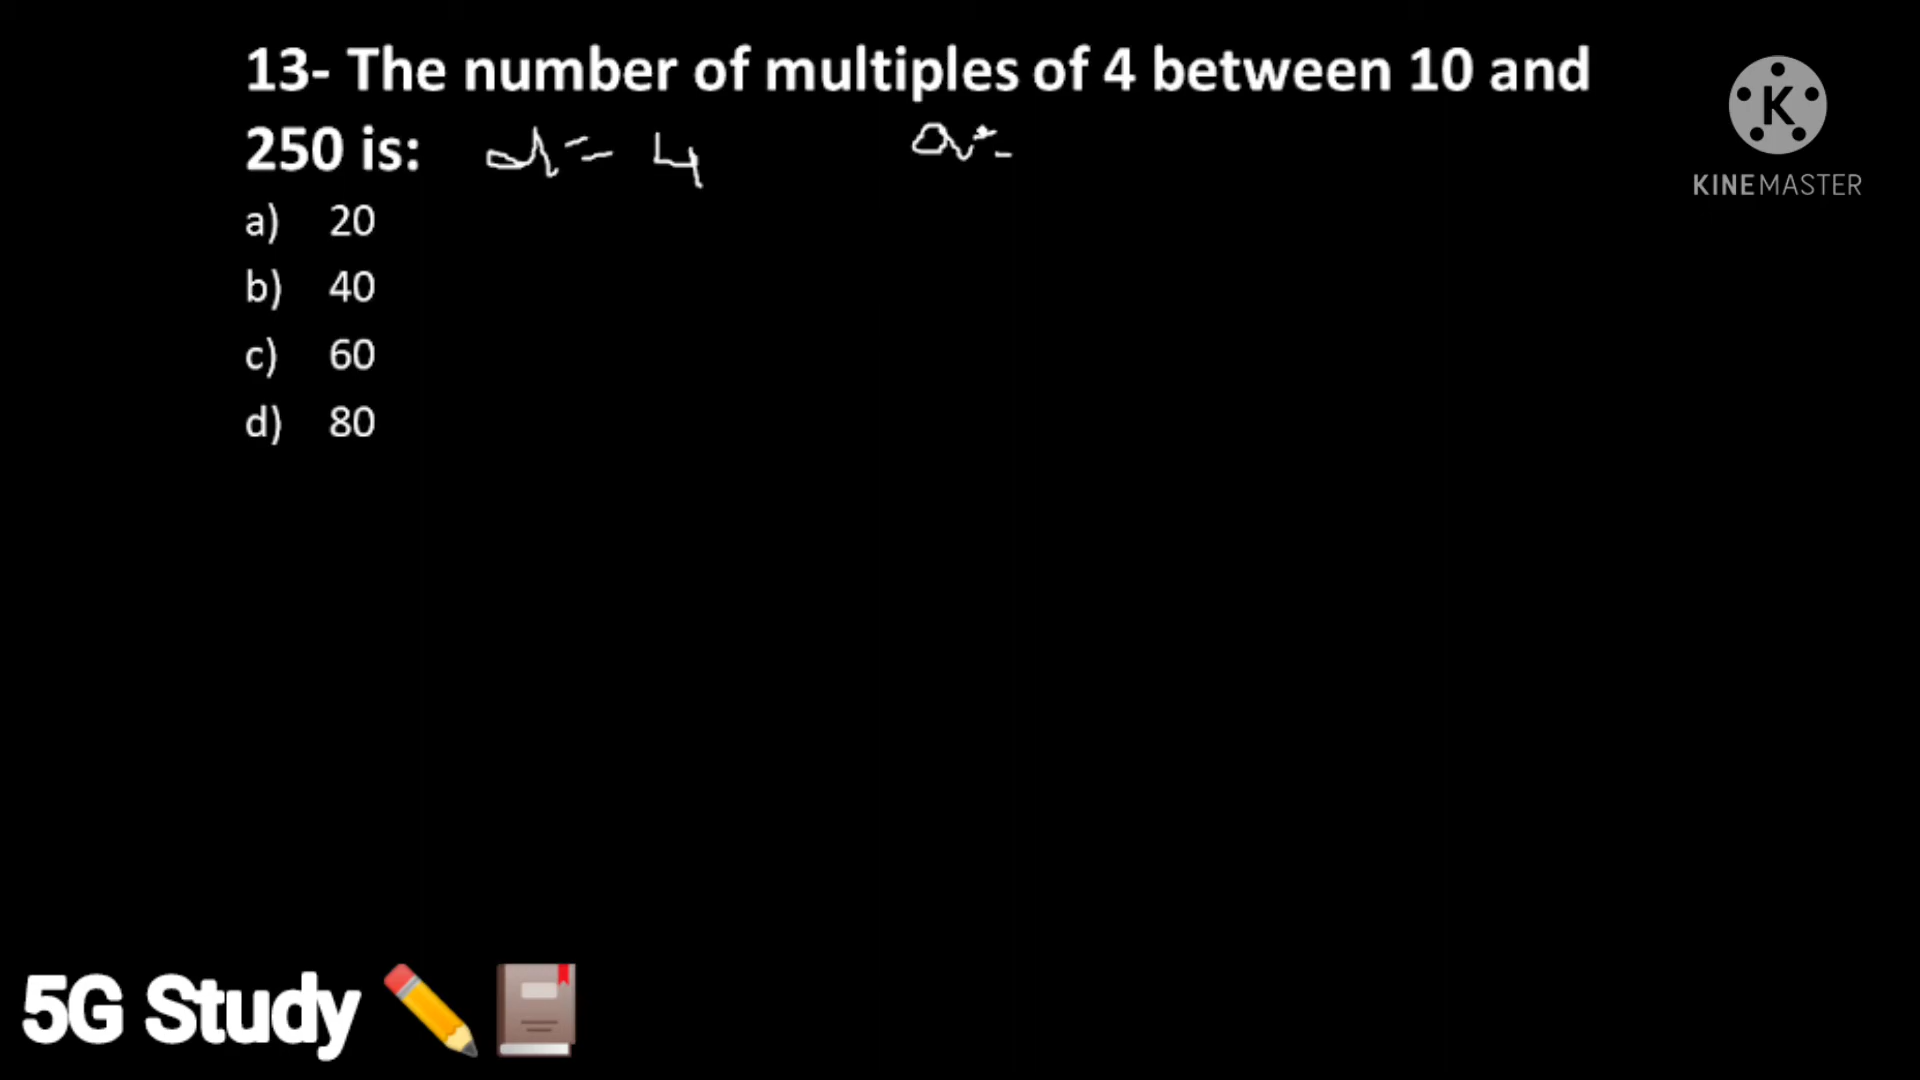 13- The number of multiples of 4 between 10 and
250 is: d = 4 a =
a) 20
b) 40
c) 60
d) 80
KINEMASTER
5G Study